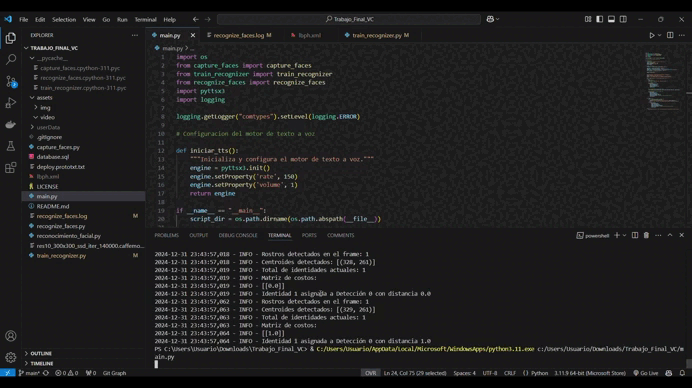 File Edit Selection View Go Run Terminal Help
Trabajo_Final_VC
EXPLORER
TRABAJO_FINAL_VC
__pycache__
capture_faces.cpython-311.pyc
recognize_faces.cpython-311.pyc
train_recognizer.cpython-311.pyc
assets
img
video
userData
.gitignore
capture_faces.py
database.sql
deploy.prototxt.txt
lbph.xml
LICENSE
main.py
README.md
recognize_faces.log
recognize_faces.py
reconocimiento_facial.py
res10_300x300_ssd_iter_140000.caffemo...
train_recognizer.py
OUTLINE
TIMELINE
main.py
recognize_faces.log M
lbph.xml
train_recognizer.py M
main.py > ...
1 import os
2 from capture_faces import capture_faces
3 from train_recognizer import train_recognizer
4 from recognize_faces import recognize_faces
5 import pyttsx3
6 import logging
7
8 logging.getLogger("comtypes").setLevel(logging.ERROR)
9
10 # Configuracion del motor de texto a voz
11
12 def iniciar_tts():
13 """Inicializa y configura el motor de texto a voz."""
14 engine = pyttsx3.init()
15 engine.setProperty('rate', 150)
16 engine.setProperty('volume', 1)
17 return engine
18
19 if __name__ == "__main__":
20 script_dir = os.path.dirname(os.path.abspath(__file__))
PROBLEMS OUTPUT DEBUG CONSOLE TERMINAL PORTS COMMENTS
powershell
2024-12-31 23:43:57,018 - INFO - Rostros detectados en el frame: 1
2024-12-31 23:43:57,018 - INFO - Centroides detectados: [(328, 261)]
2024-12-31 23:43:57,019 - INFO - Total de identidades actuales: 1
2024-12-31 23:43:57,019 - INFO - Matriz de costos:
2024-12-31 23:43:57,019 - INFO - [[0.0]]
2024-12-31 23:43:57,019 - INFO - Identidad 1 asignada a Detección 0 con distancia 0.0
2024-12-31 23:43:57,062 - INFO - Rostros detectados en el frame: 1
2024-12-31 23:43:57,062 - INFO - Centroides detectados: [(329, 261)]
2024-12-31 23:43:57,063 - INFO - Total de identidades actuales: 1
2024-12-31 23:43:57,063 - INFO - Matriz de costos:
2024-12-31 23:43:57,064 - INFO - [[1.0]]
2024-12-31 23:43:57,064 - INFO - Identidad 1 asignada a Detección 0 con distancia 1.0
PS C:\Users\Usuario\Downloads\Trabajo_Final_VC> & C:/Users/Usuario/AppData/Local/Microsoft/WindowsApps/python3.11.exe c:/Users/Usuario/Downloads/Trabajo_Final_VC/m
ain.py
main* 0 0 Git Graph
OVR Ln 24, Col 75 (29 selected) Spaces: 4 UTF-8 CRLF Python 3.11.9 64-bit (Microsoft Store) Go Live